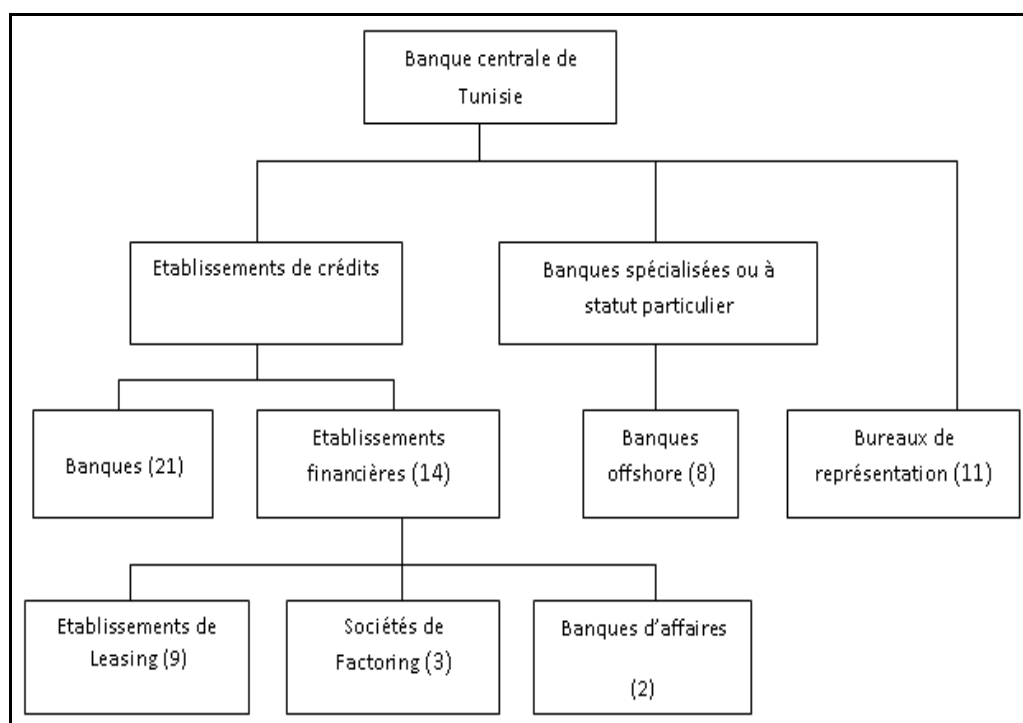 Banque centrale de
Tunisie
Etablissements de crédits
Banques spécialisées ou à
statut particulier
Banques (21)
Etablissements
financières (14)
Banques
offshore (8)
Bureaux de
représentation (11)
Etablissements de
Leasing (9)
Sociétés de
Factoring (3)
Banques d'affaires
(2)